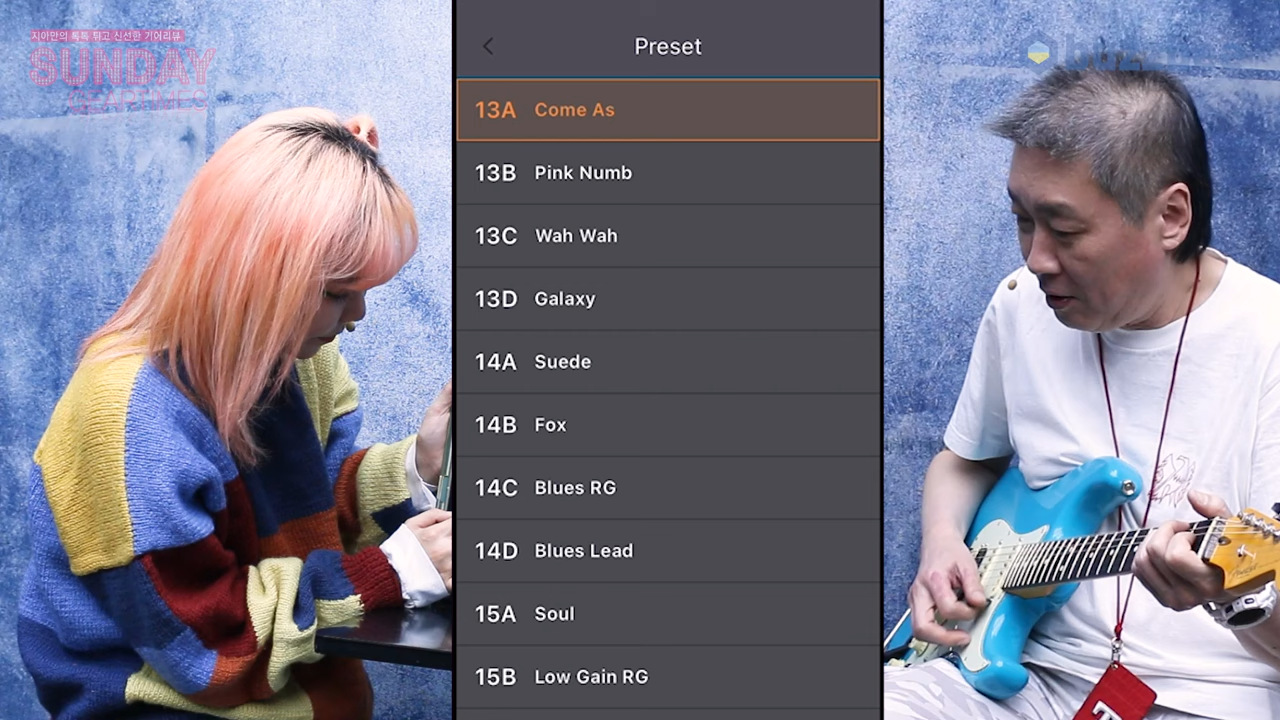 지아만의 톡톡 튀고 신선한 기어리뷰
SUNDAY
GEARTIMES
Preset
13A Come As
13B Pink Numb
13C Wah Wah
13D Galaxy
14A Suede
14B Fox
14C Blues RG
14D Blues Lead
15A Soul
15B Low Gain RG